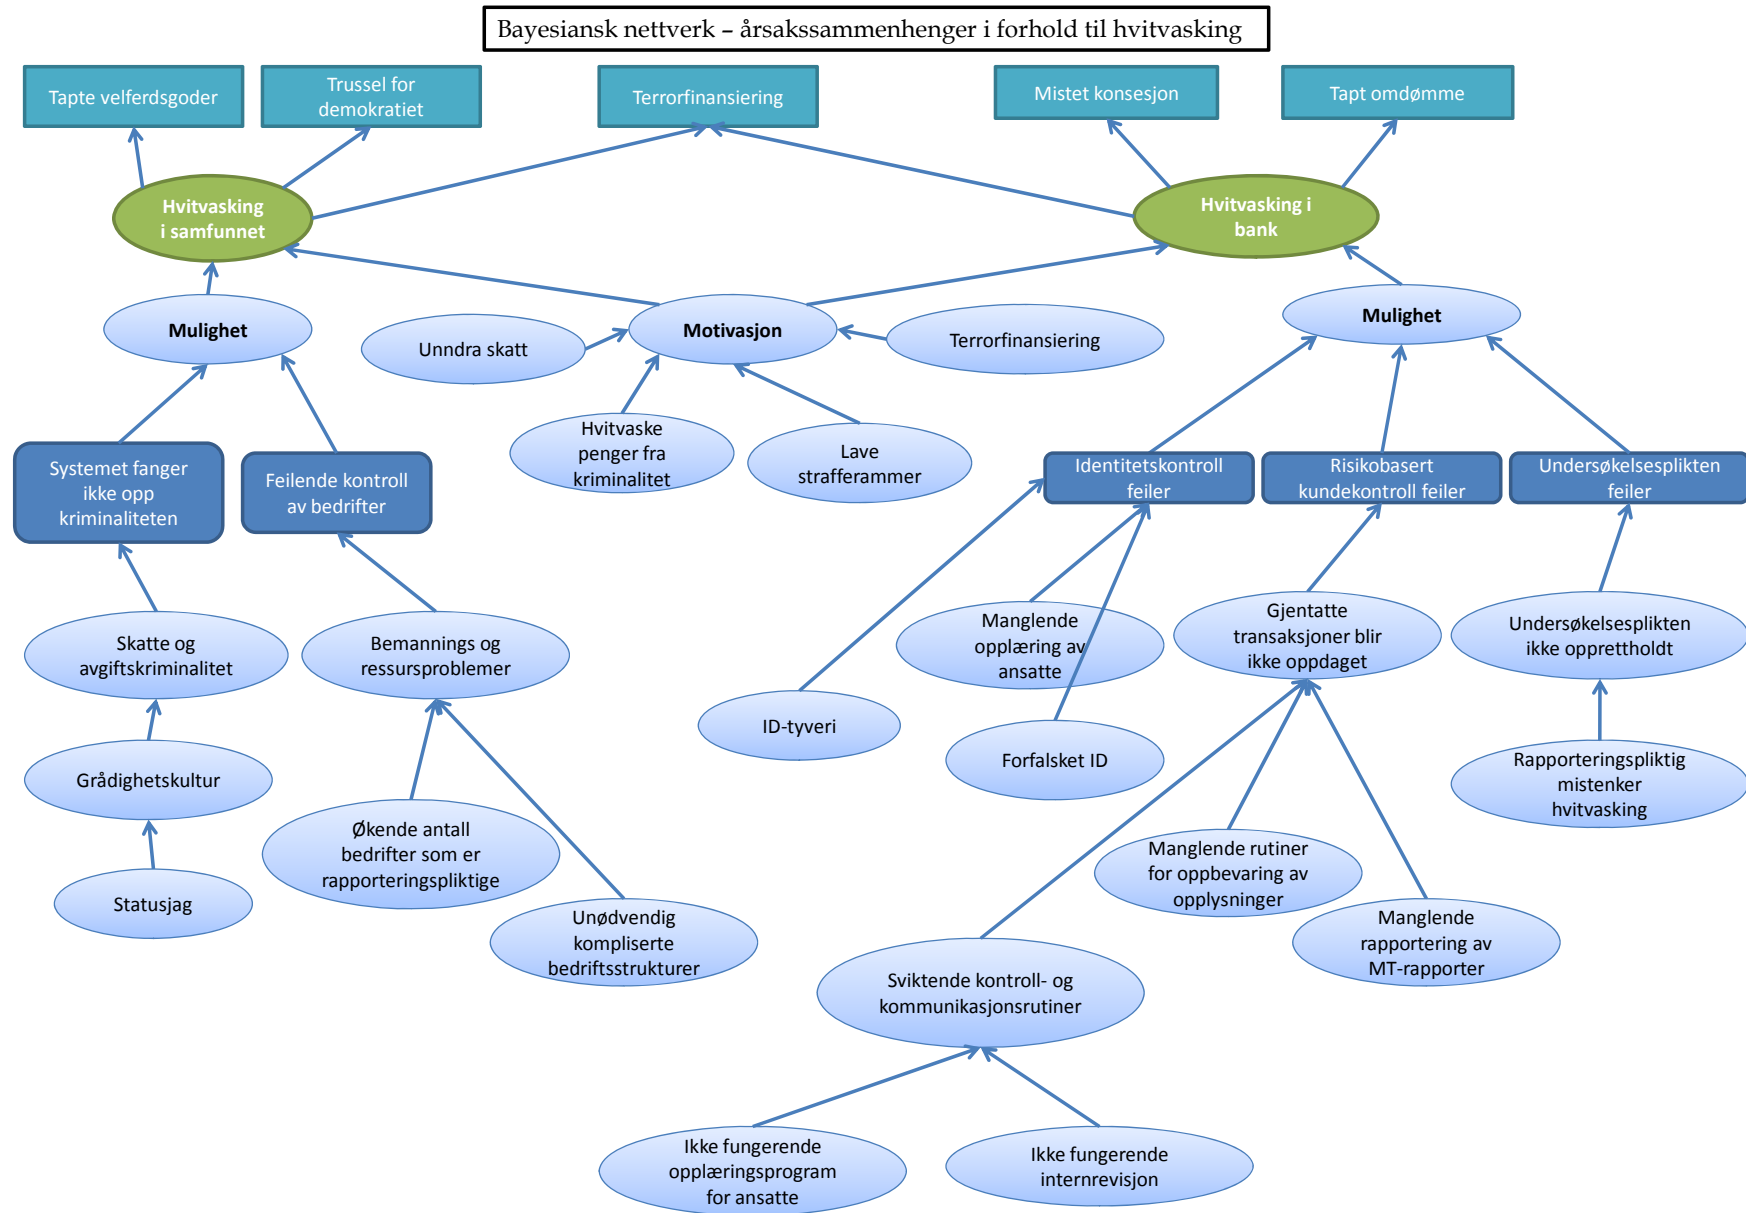 Bayesiansk nettverk – årsakssammenhenger i forhold til hvitvasking
Tapte velferdsgoder
Trussel for
demokratiet
Terrorfinansiering
Mistet konsesjon
Tapt omdømme
Hvitvasking
i samfunnet
Hvitvasking i
bank
Mulighet
Unndra skatt
Motivasjon
Terrorfinansiering
Mulighet
Hvitvaske
penger fra
kriminalitet
Lave
strafferammer
Systemet fanger
ikke opp
kriminaliteten
Feilende kontroll
av bedrifter
Identitetskontroll
feiler
Risikobasert
kundekontroll feiler
Undersøkelsesplikten
feiler
Skatte og
avgiftskriminalitet
Bemannings og
ressursproblemer
Manglende
opplæring av
ansatte
Gjentatte
transaksjoner blir
ikke oppdaget
Undersøkelsesplikten
ikke opprettholdt
ID-tyveri
Forfalsket ID
Grådighetskultur
Rapporteringspliktig
mistenker
hvitvasking
Økende antall
bedrifter som er
rapporteringspliktige
Manglende rutiner
for oppbevaring av
opplysninger
Statusjag
Unødvendig
kompliserte
bedriftsstrukturer
Manglende
rapportering av
MT-rapporter
Sviktende kontroll- og
kommunikasjonsrutiner
Ikke fungerende
opplæringsprogram
for ansatte
Ikke fungerende
internrevisjon